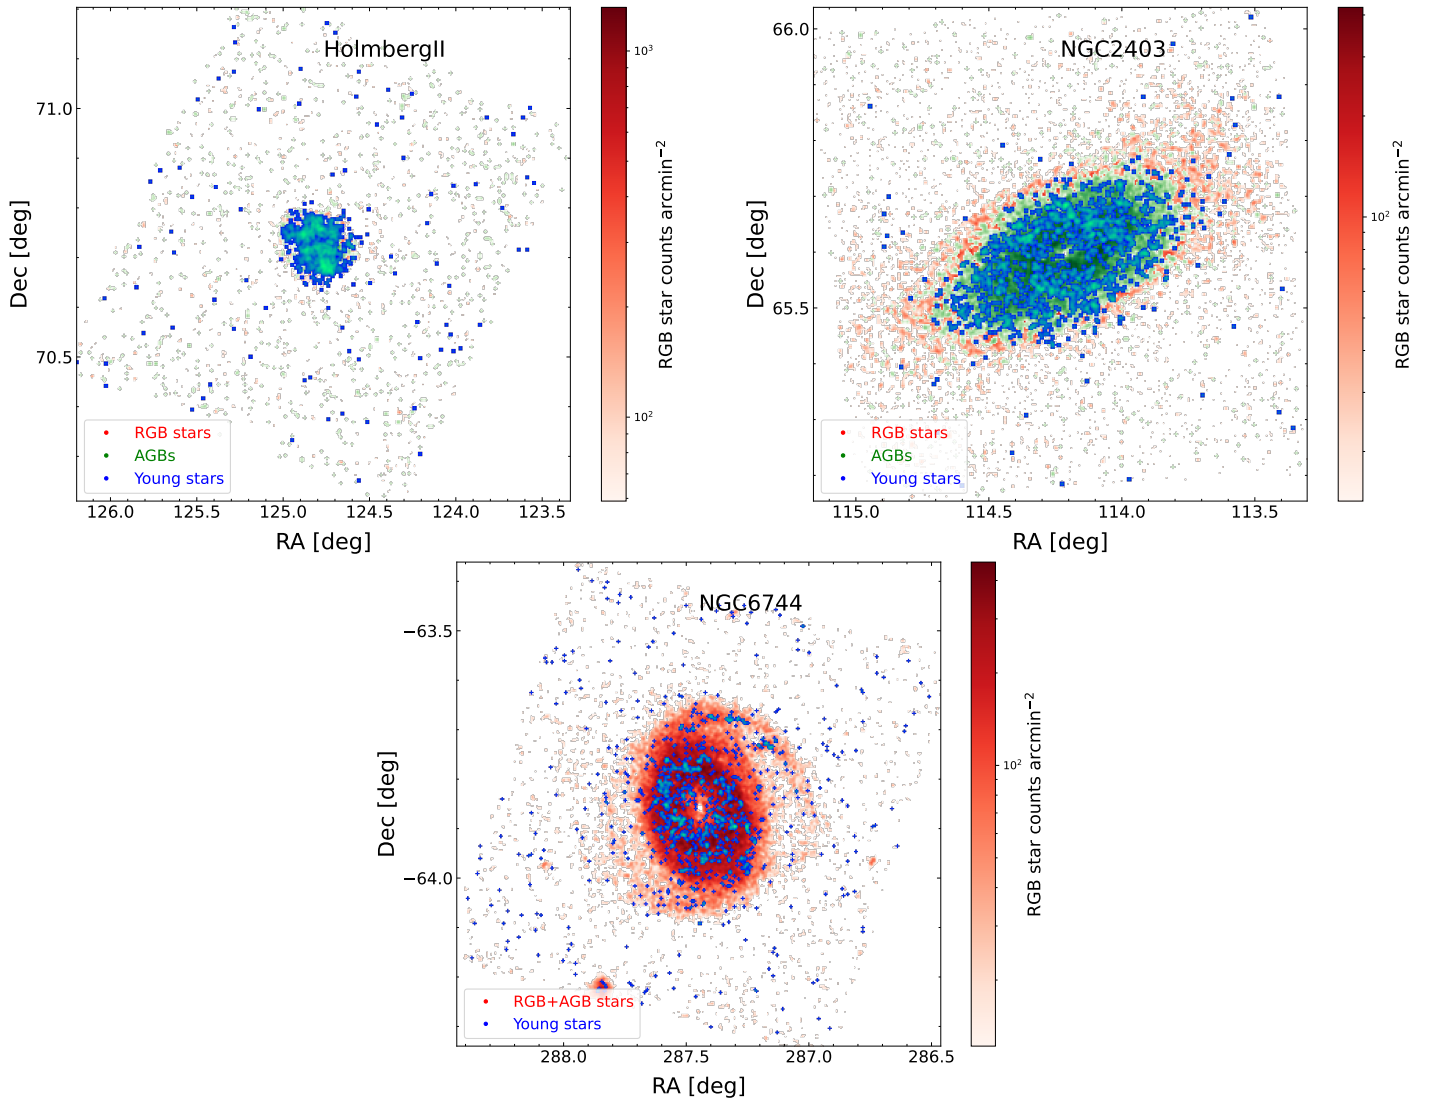 HolmbergII
71.0
70.5
Dec [deg]
126.0 125.5 125.0 124.5 124.0 123.5
RA [deg]
RGB stars
AGBs
Young stars
10³
10²
RGB star counts arcmin⁻²
NGC2403
66.0
65.5
Dec [deg]
115.0 114.5 114.0 113.5
RA [deg]
RGB stars
AGBs
Young stars
10²
RGB star counts arcmin⁻²
NGC6744
−63.5
−64.0
Dec [deg]
288.0 287.5 287.0 286.5
RA [deg]
RGB+AGB stars
Young stars
10²
RGB star counts arcmin⁻²